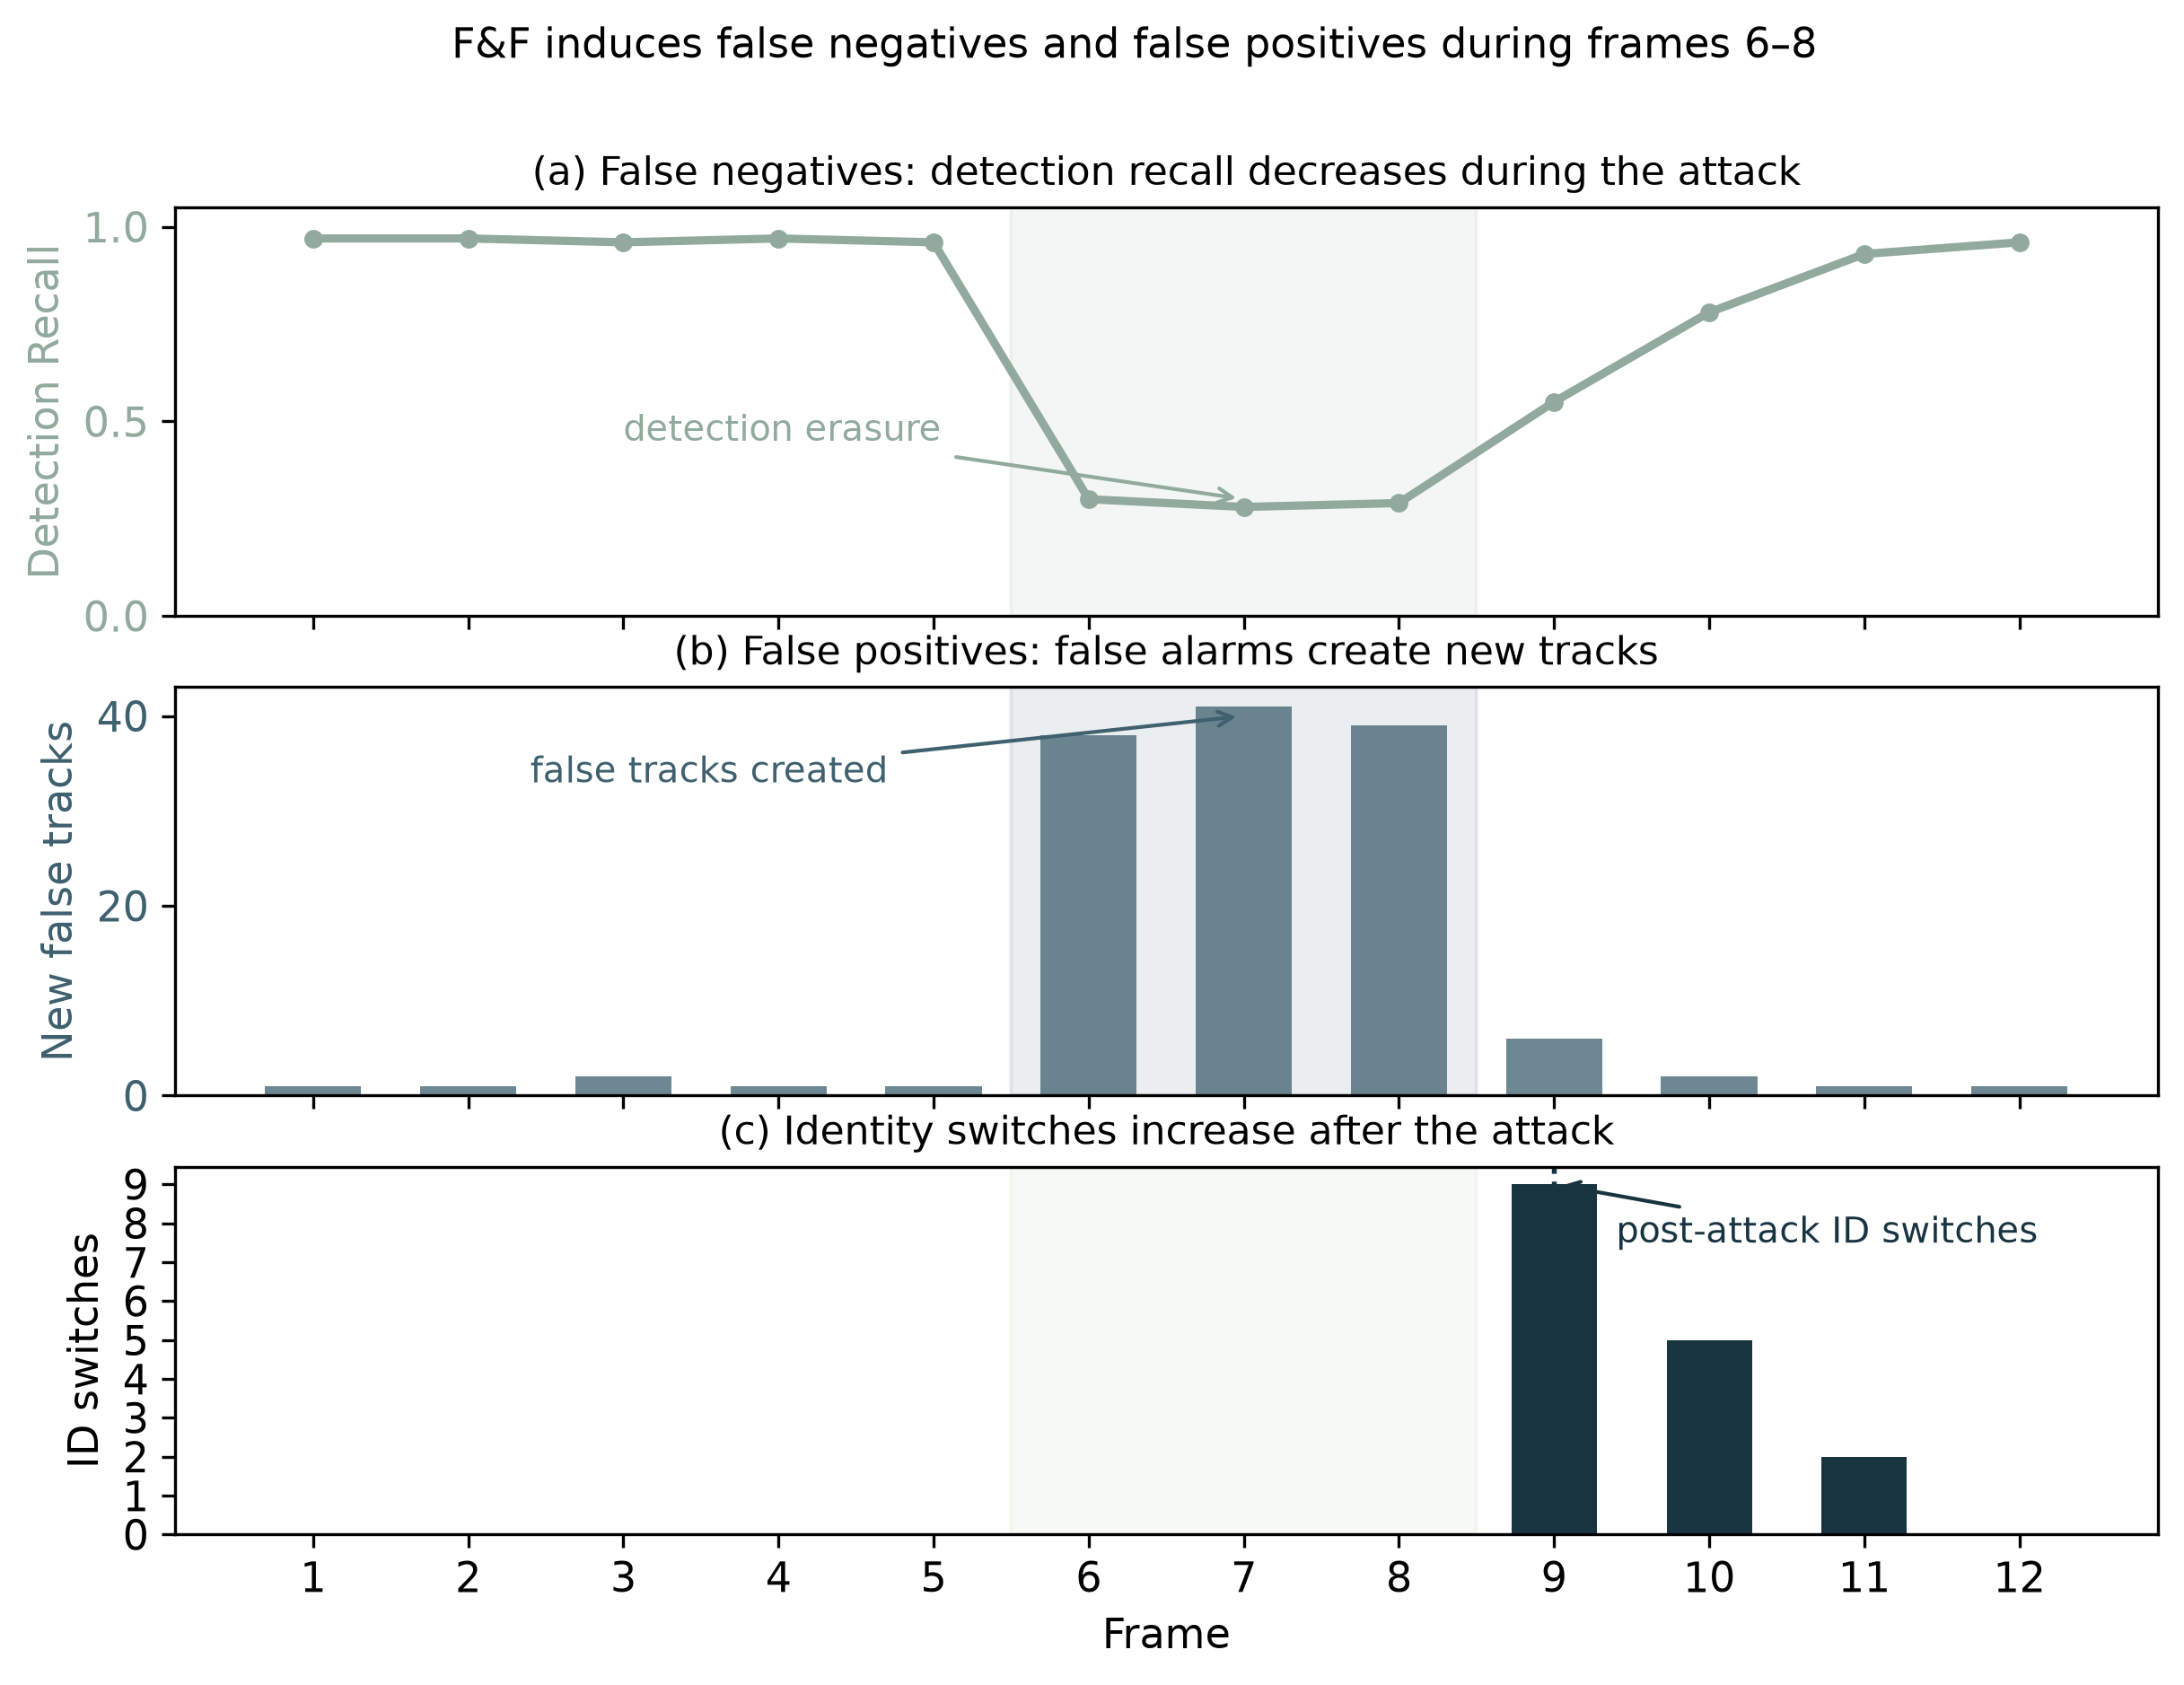 F&F induces false negatives and false positives during frames 6–8
(a) False negatives: detection recall decreases during the attack
Detection Recall
1.0
0.5
0.0
detection erasure
(b) False positives: false alarms create new tracks
New false tracks
40
20
0
false tracks created
(c) Identity switches increase after the attack
ID switches
9
8
7
6
5
4
3
2
1
0
post-attack ID switches
1 2 3 4 5 6 7 8 9 10 11 12
Frame